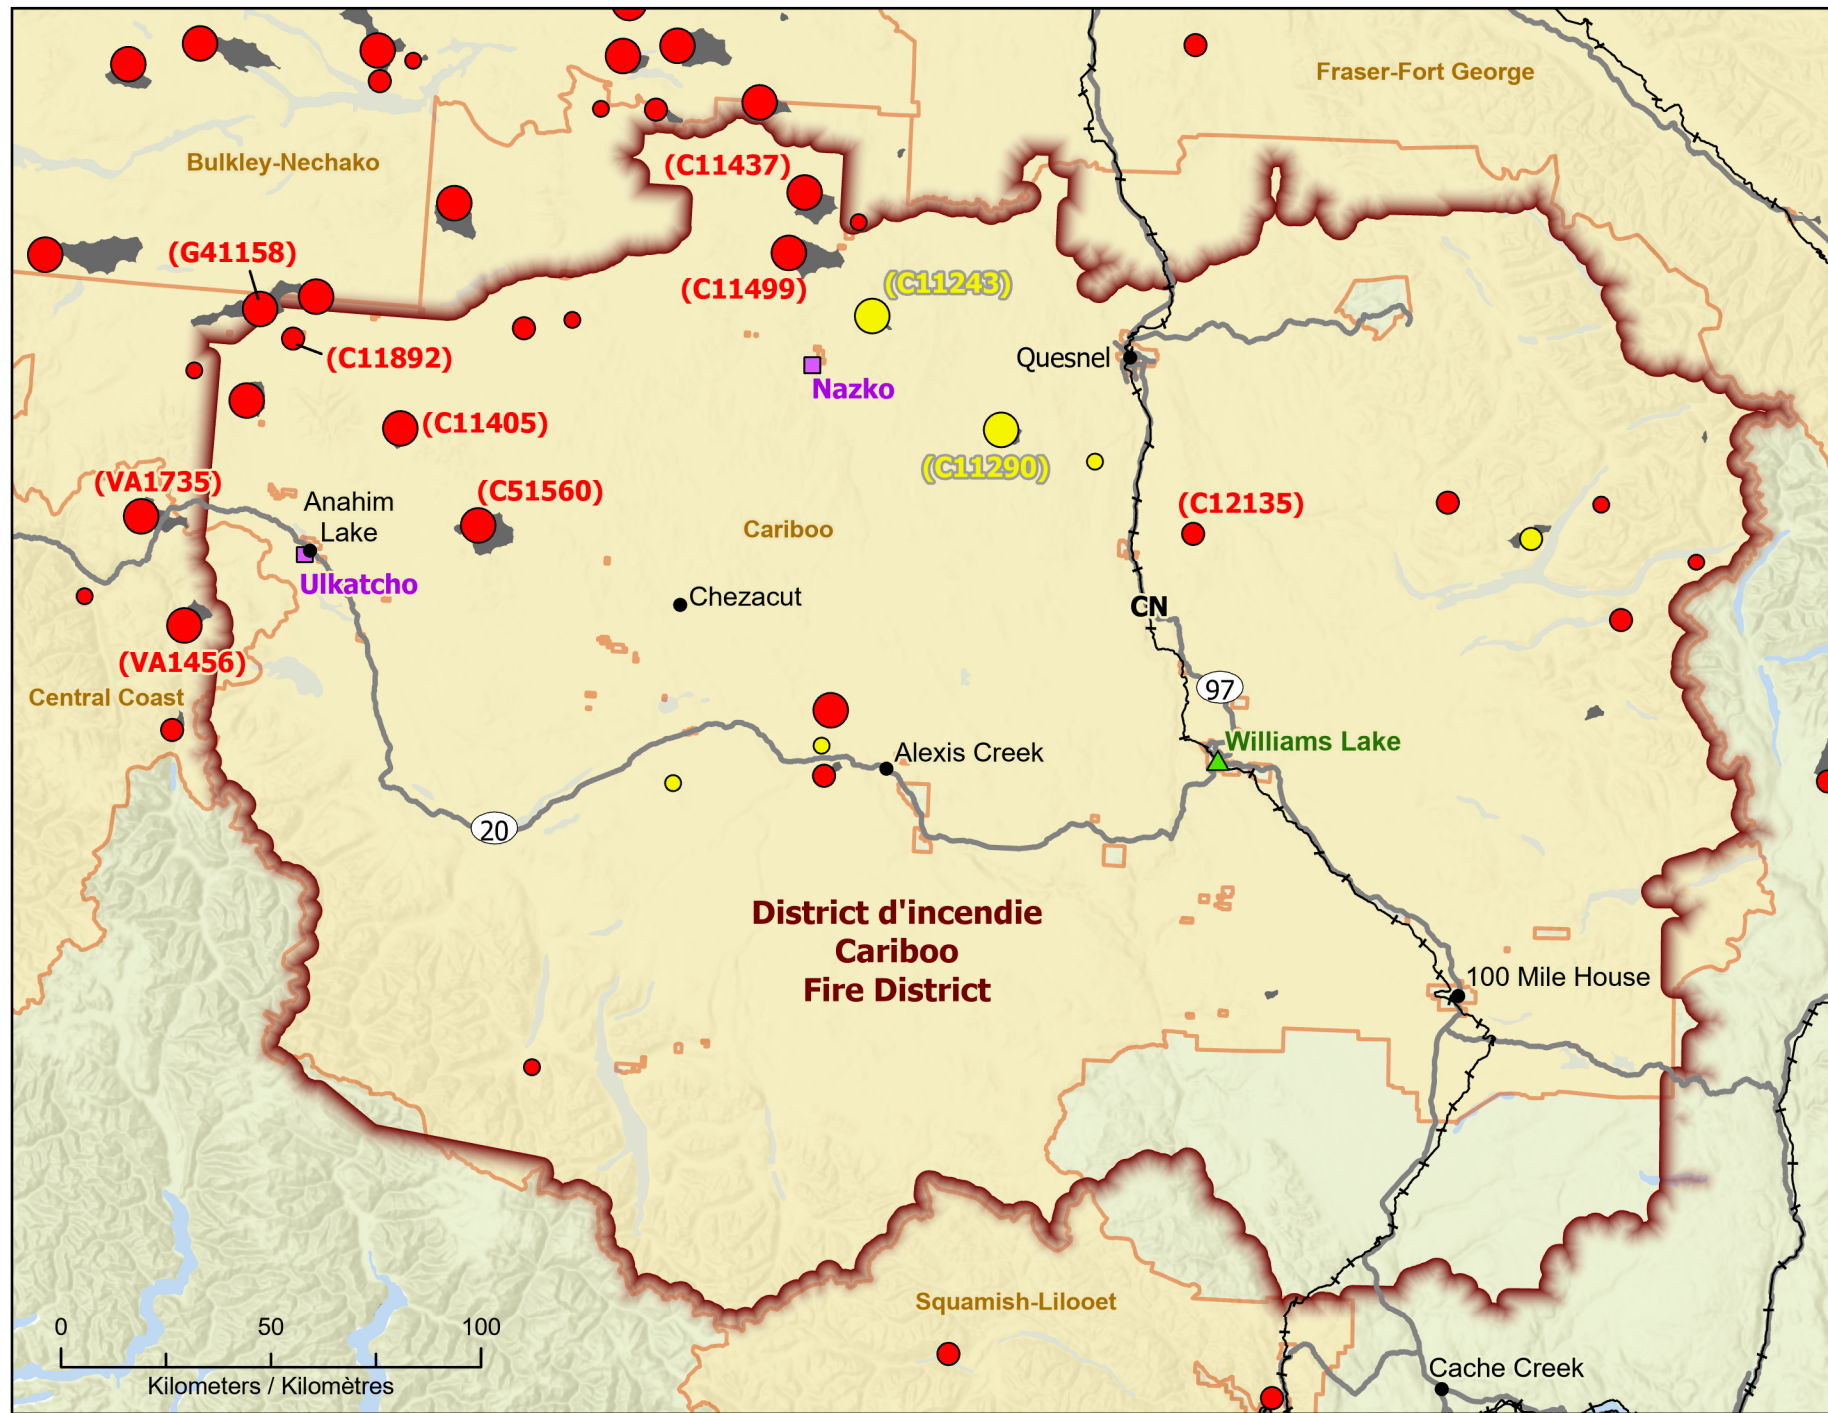 Fraser-Fort George
Bulkley-Nechako
(C11437)
(G41158)
(C11499)
(C11243)
(C11892)
Quesnel
Nazko
(C11405)
(C11290)
(VA1735)
(C51560)
Anahim
Lake
(C12135)
Cariboo
Ulkatcho
Chezacut
CN
(VA1456)
Central Coast
97
Williams Lake
Alexis Creek
20
District d'incendie
Cariboo
Fire District
100 Mile House
Squamish-Lilooet
0 50 100
Kilometers / Kilomètres
Cache Creek